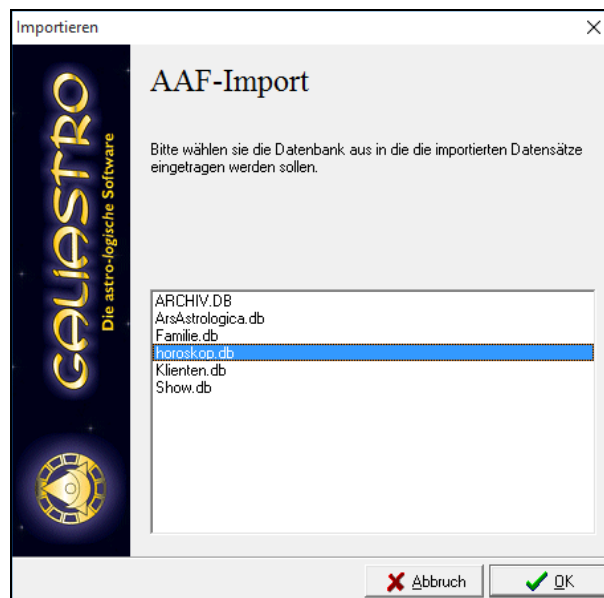 Importieren
GALIASTRO
Die astro-logische Software
AAF-Import
Bitte wählen sie die Datenbank aus in die die importierten Datensätze
eingetragen werden sollen.
ARCHIV.DB
ArsAstrologica.db
Familie.db
horoskop.db
Klienten.db
Show.db
Abbruch
OK